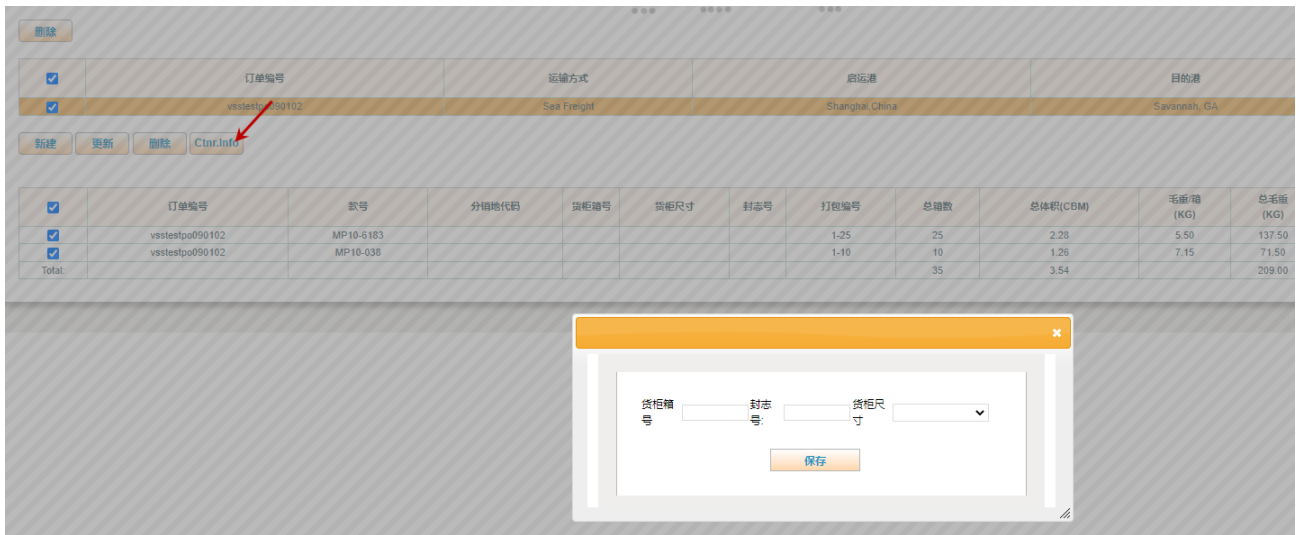 删除
订单编号 运输方式 启运港 目的港
vsstestpo090102 Sea Freight Shanghai,China Savannah, GA
新建 更新 删除 Ctnr.Info
订单编号 款号 分销地代码 货柜箱号 货柜尺寸 封志号 打包编号 总箱数 总体积(CBM) 毛重/箱 总毛重
(KG) (KG)
vsstestpo090102 MP10-6183 1-25 25 2.28 5.50 137.50
vsstestpo090102 MP10-038 1-10 10 1.26 7.15 71.50
Total: 35 3.54 209.00
货柜箱 封志 货柜尺
号 号: 寸
保存